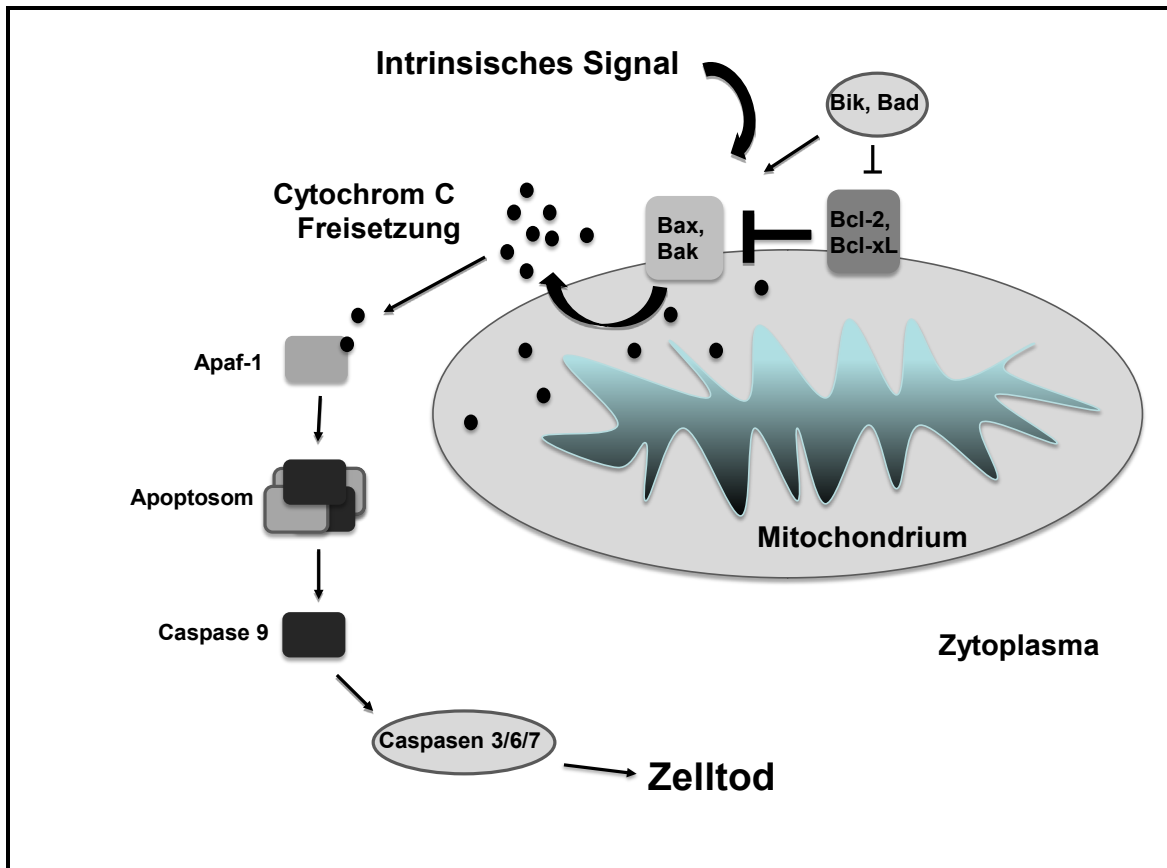 Intrinsisches Signal
Bik, Bad
Cytochrom C
Freisetzung
Bax,
Bak
Bcl-2,
Bcl-xL
Apaf-1
Apoptosom
Mitochondrium
Caspase 9
Zytoplasma
Caspasen 3/6/7
Zelltod